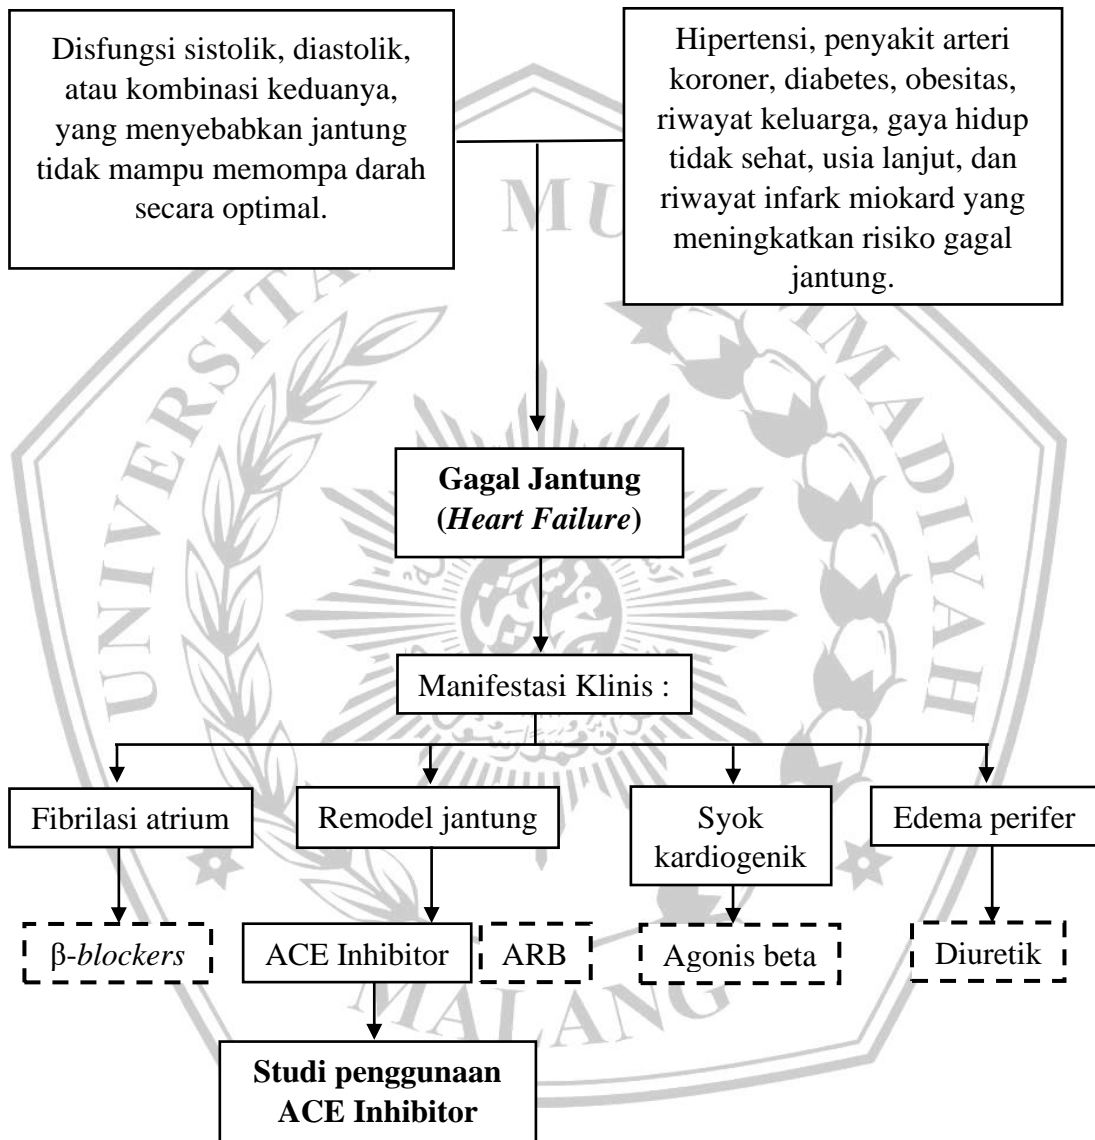 Disfungsi sistolik, diastolik,
atau kombinasi keduanya,
yang menyebabkan jantung
tidak mampu memompa darah
secara optimal.
Hipertensi, penyakit arteri
koroner, diabetes, obesitas,
riwayat keluarga, gaya hidup
tidak sehat, usia lanjut, dan
riwayat infark miokard yang
meningkatkan risiko gagal
jantung.
Gagal Jantung
(Heart Failure)
Manifestasi Klinis :
Fibrilasi atrium
Remodel jantung
Syok
kardiogenik
Edema perifer
β-blockers
ACE Inhibitor
ARB
Agonis beta
Diuretik
Studi penggunaan
ACE Inhibitor
MALANG